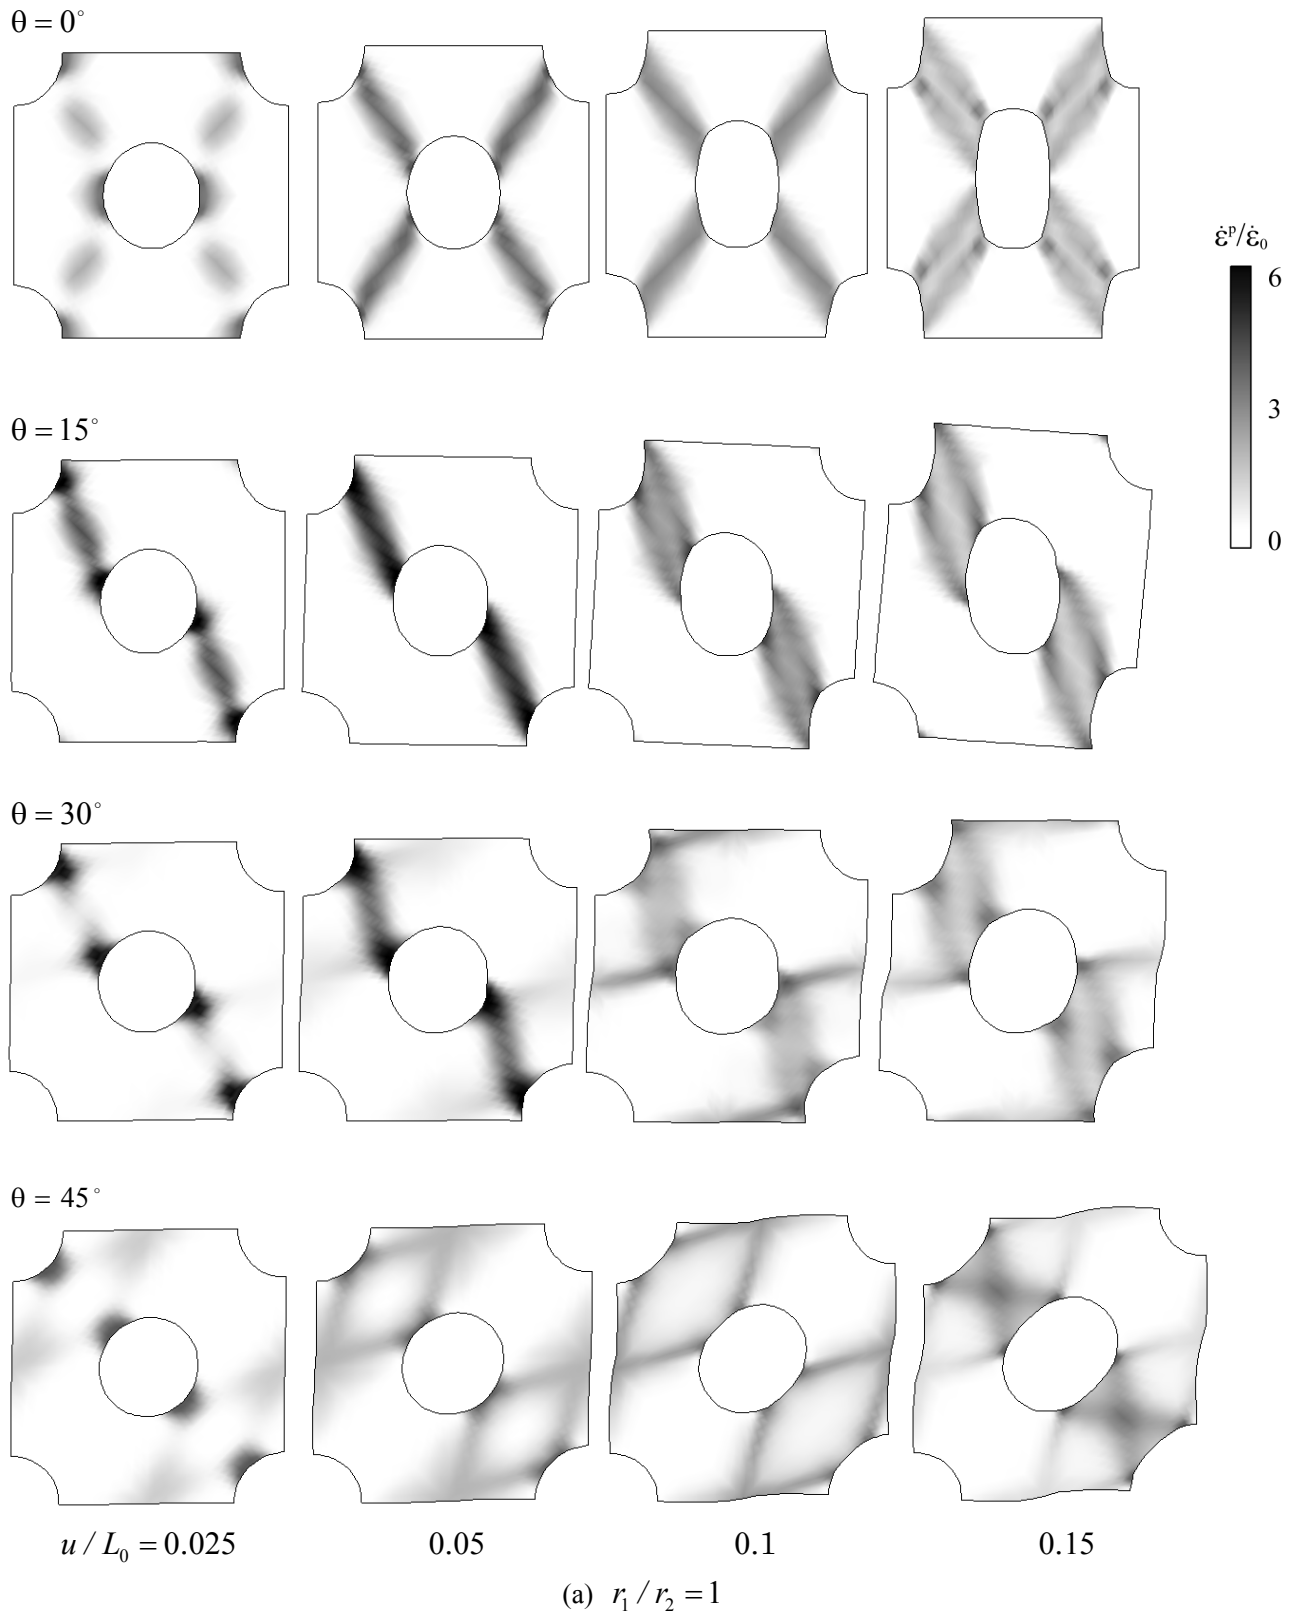 θ = 0°
ε̇ᵖ/ε̇₀
6
3
0
θ = 15°
θ = 30°
θ = 45°
u / L₀ = 0.025 0.05 0.1 0.15
(a) r₁ / r₂ = 1